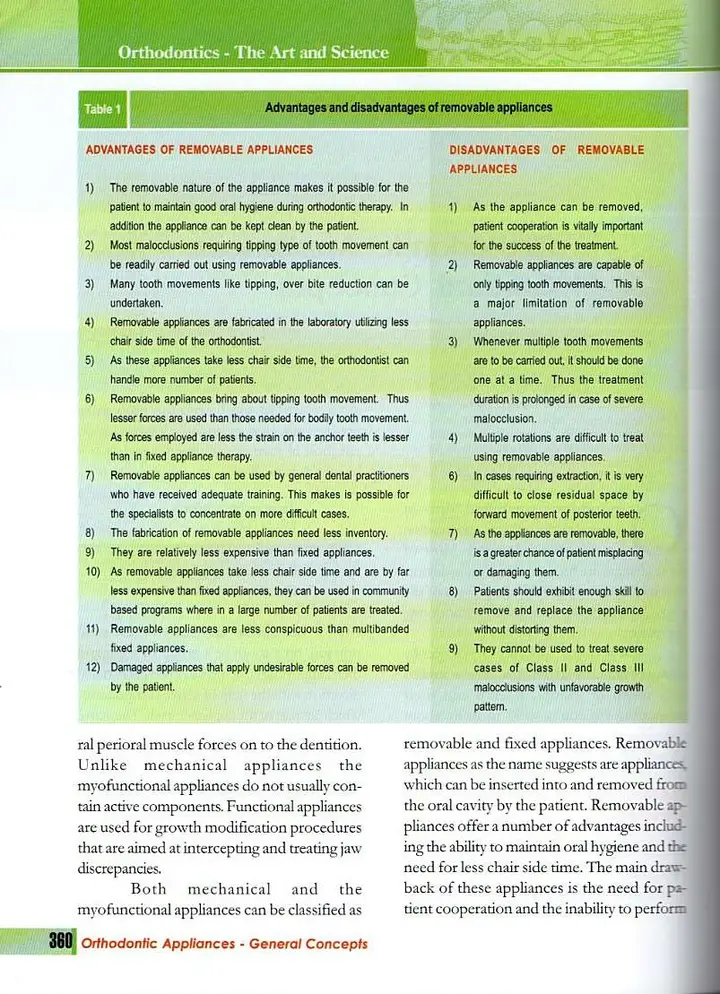 Orthodontics - The Art and Science
Table 1
Advantages and disadvantages of removable appliances
ADVANTAGES OF REMOVABLE APPLIANCES
1) The removable nature of the appliance makes it possible for the
patient to maintain good oral hygiene during orthodontic therapy. In
addition the appliance can be kept clean by the patient.
2) Most malocclusions requiring tipping type of tooth movement can
be readily carried out using removable appliances.
3) Many tooth movements like tipping, over bite reduction can be
undertaken.
4) Removable appliances are fabricated in the laboratory utilizing less
chair side time of the orthodontist.
5) As these appliances take less chair side time, the orthodontist can
handle more number of patients.
6) Removable appliances bring about tipping tooth movement. Thus
lesser forces are used than those needed for bodily tooth movement.
As forces employed are less the strain on the anchor teeth is lesser
than in fixed appliance therapy.
7) Removable appliances can be used by general dental practitioners
who have received adequate training. This makes is possible for
the specialists to concentrate on more difficult cases.
8) The fabrication of removable appliances need less inventory.
9) They are relatively less expensive than fixed appliances.
10) As removable appliances take less chair side time and are by far
less expensive than fixed appliances, they can be used in community
based programs where in a large number of patients are treated.
11) Removable appliances are less conspicuous than multibanded
fixed appliances.
12) Damaged appliances that apply undesirable forces can be removed
by the patient.
DISADVANTAGES OF REMOVABLE
APPLIANCES
1) As the appliance can be removed,
patient cooperation is vitally important
for the success of the treatment.
2) Removable appliances are capable of
only tipping tooth movements. This is
a major limitation of removable
appliances.
3) Whenever multiple tooth movements
are to be carried out, it should be done
one at a time. Thus the treatment
duration is prolonged in case of severe
malocclusion.
4) Multiple rotations are difficult to treat
using removable appliances.
6) In cases requiring extraction, it is very
difficult to close residual space by
forward movement of posterior teeth.
7) As the appliances are removable, there
is a greater chance of patient misplacing
or damaging them.
8) Patients should exhibit enough skill to
remove and replace the appliance
without distorting them.
9) They cannot be used to treat severe
cases of Class II and Class III
malocclusions with unfavorable growth
pattern.
ral perioral muscle forces on to the dentition.
Unlike mechanical appliances the
myofunctional appliances do not usually con-
tain active components. Functional appliances
are used for growth modification procedures
that are aimed at intercepting and treating jaw
discrepancies.
Both mechanical and the
myofunctional appliances can be classified as
removable and fixed appliances. Removable
appliances as the name suggests are appliances,
which can be inserted into and removed from
the oral cavity by the patient. Removable ap-
pliances offer a number of advantages includ-
ing the ability to maintain oral hygiene and the
need for less chair side time. The main draw-
back of these appliances is the need for pa-
tient cooperation and the inability to perform
360 Orthodontic Appliances - General Concepts